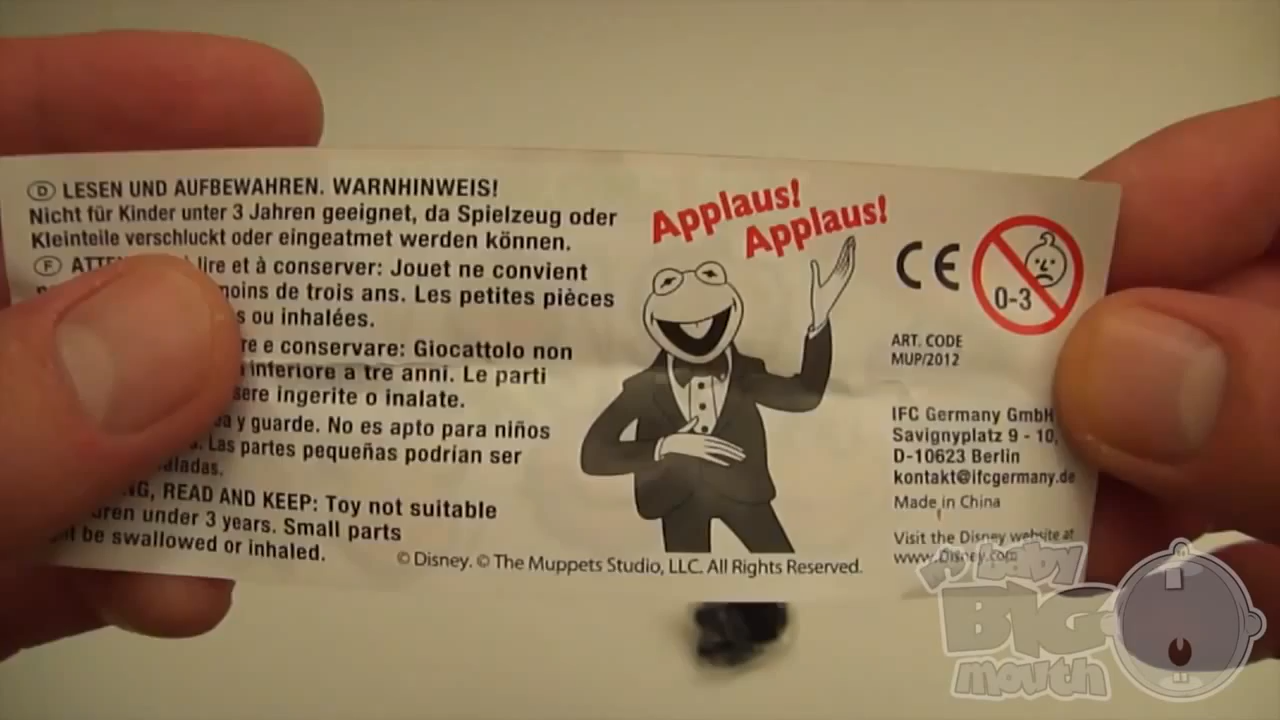 D LESEN UND AUFBEWAHREN. WARNHINWEIS!
Nicht für Kinder unter 3 Jahren geeignet, da Spielzeug oder
Kleinteile verschluckt oder eingeatmet werden können.
F lire et à conserver: Jouet ne convient
moins de trois ans. Les petites pièces
ou inhalées.
e conservare: Giocattolo non
inferiore a tre anni. Le parti
ingerite o inalate.
y guarde. No es apto para niños
Las partes pequeñas podrían ser
READ AND KEEP: Toy not suitable
under 3 years. Small parts
be swallowed or inhaled.
© Disney. © The Muppets Studio, LLC. All Rights Reserved.
Applaus!
Applaus!
CE
0-3
ART. CODE
MUP/2012
IFC Germany GmbH
Savignyplatz 9 - 10,
D-10623 Berlin
kontakt@ifcgermany.de
Made in China
Visit the Disney website at
www.Disney.com
baby
BIG
mouth